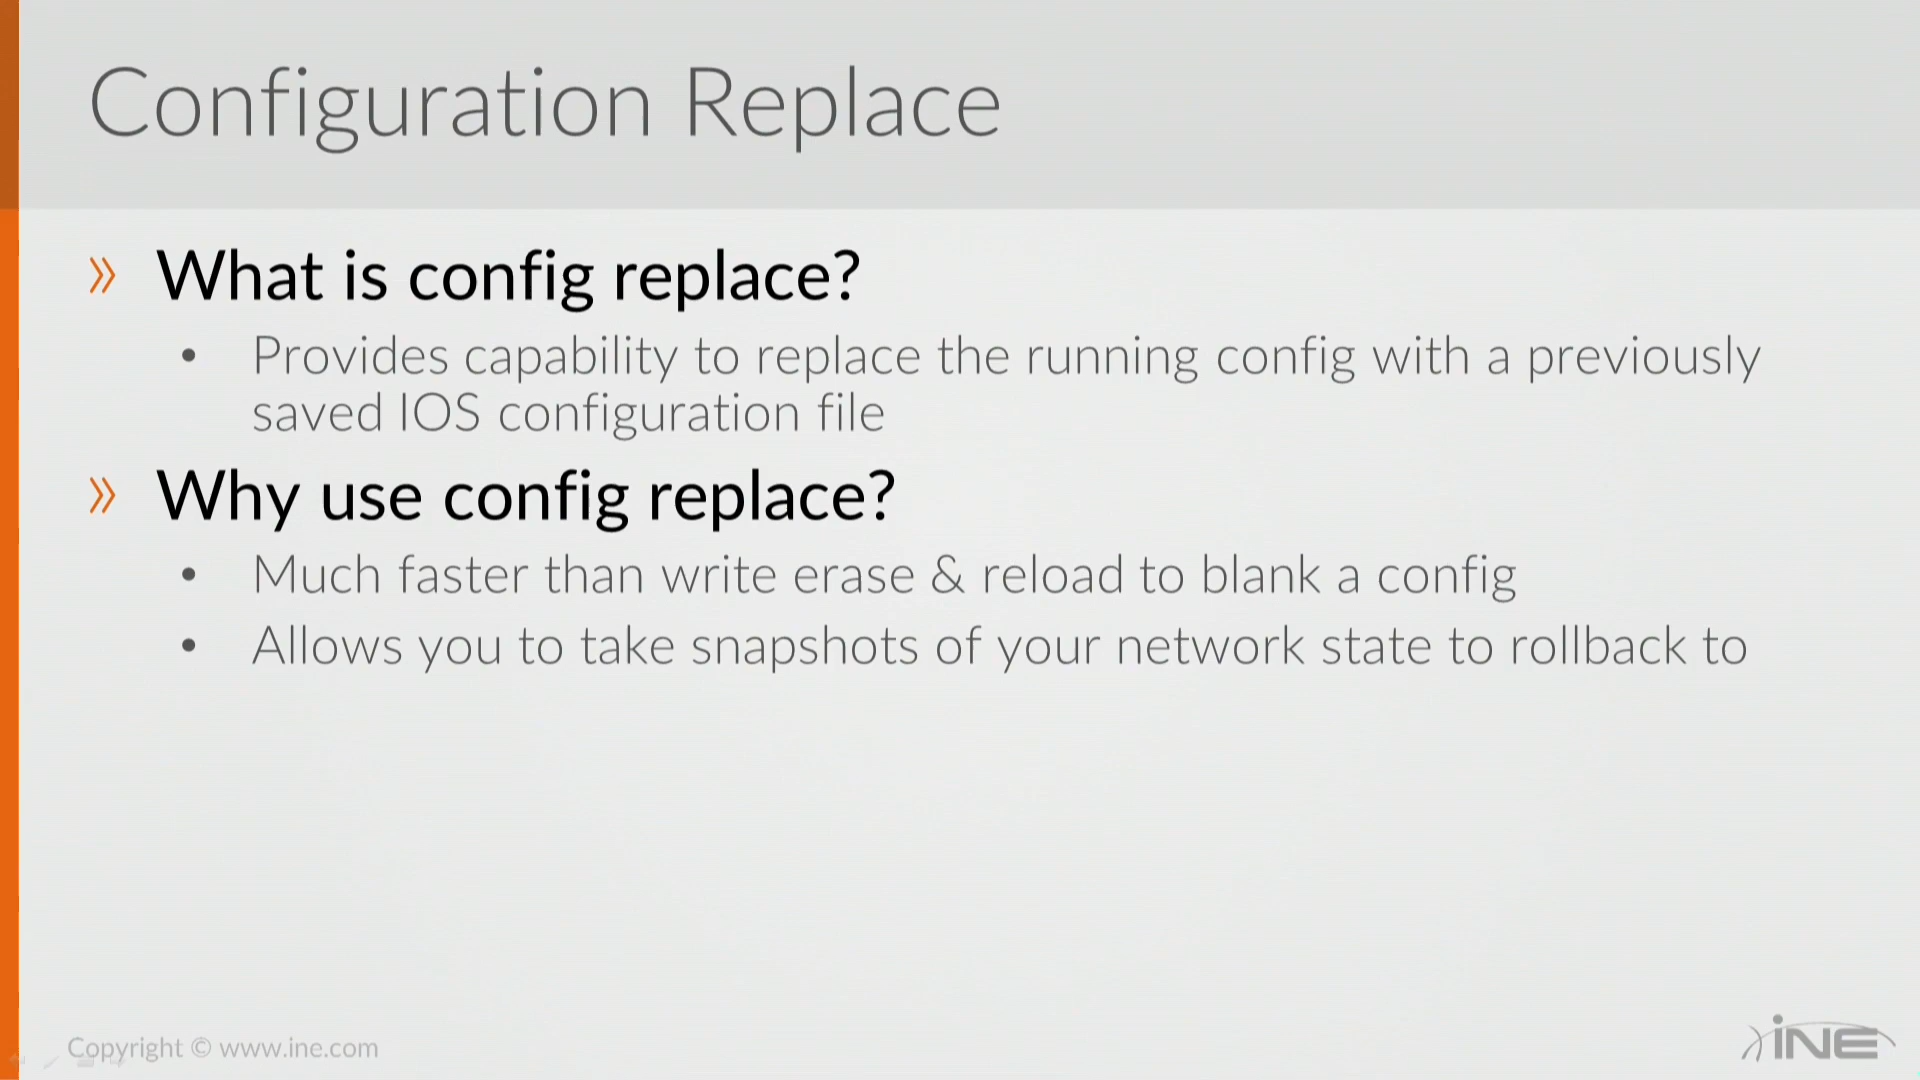 Configuration Replace
» What is config replace?
• Provides capability to replace the running config with a previously
saved IOS configuration file
» Why use config replace?
• Much faster than write erase & reload to blank a config
• Allows you to take snapshots of your network state to rollback to
Copyright © www.ine.com
iNE